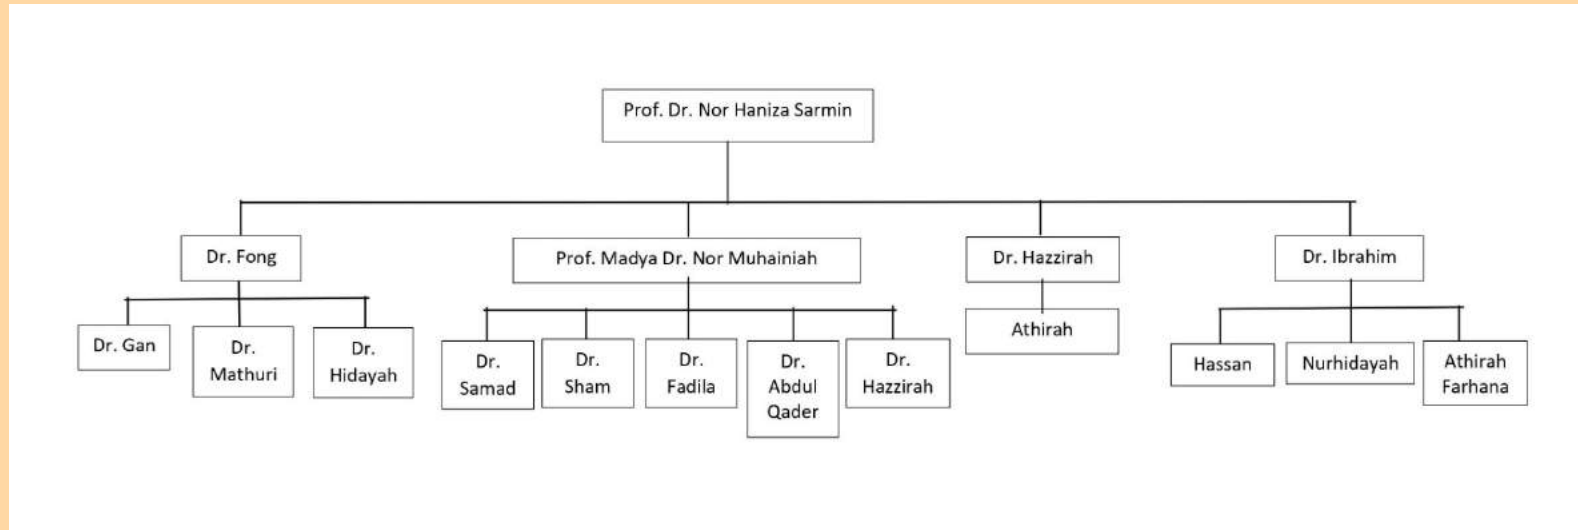 Prof. Dr. Nor Haniza Sarmin
Dr. Fong
Prof. Madya Dr. Nor Muhainiah
Dr. Hazzirah
Dr. Ibrahim
Dr. Gan
Dr.
Mathuri
Dr.
Hidayah
Dr.
Samad
Dr.
Sham
Dr.
Fadila
Dr.
Abdul
Qader
Dr.
Hazzirah
Athirah
Hassan
Nurhidayah
Athirah
Farhana